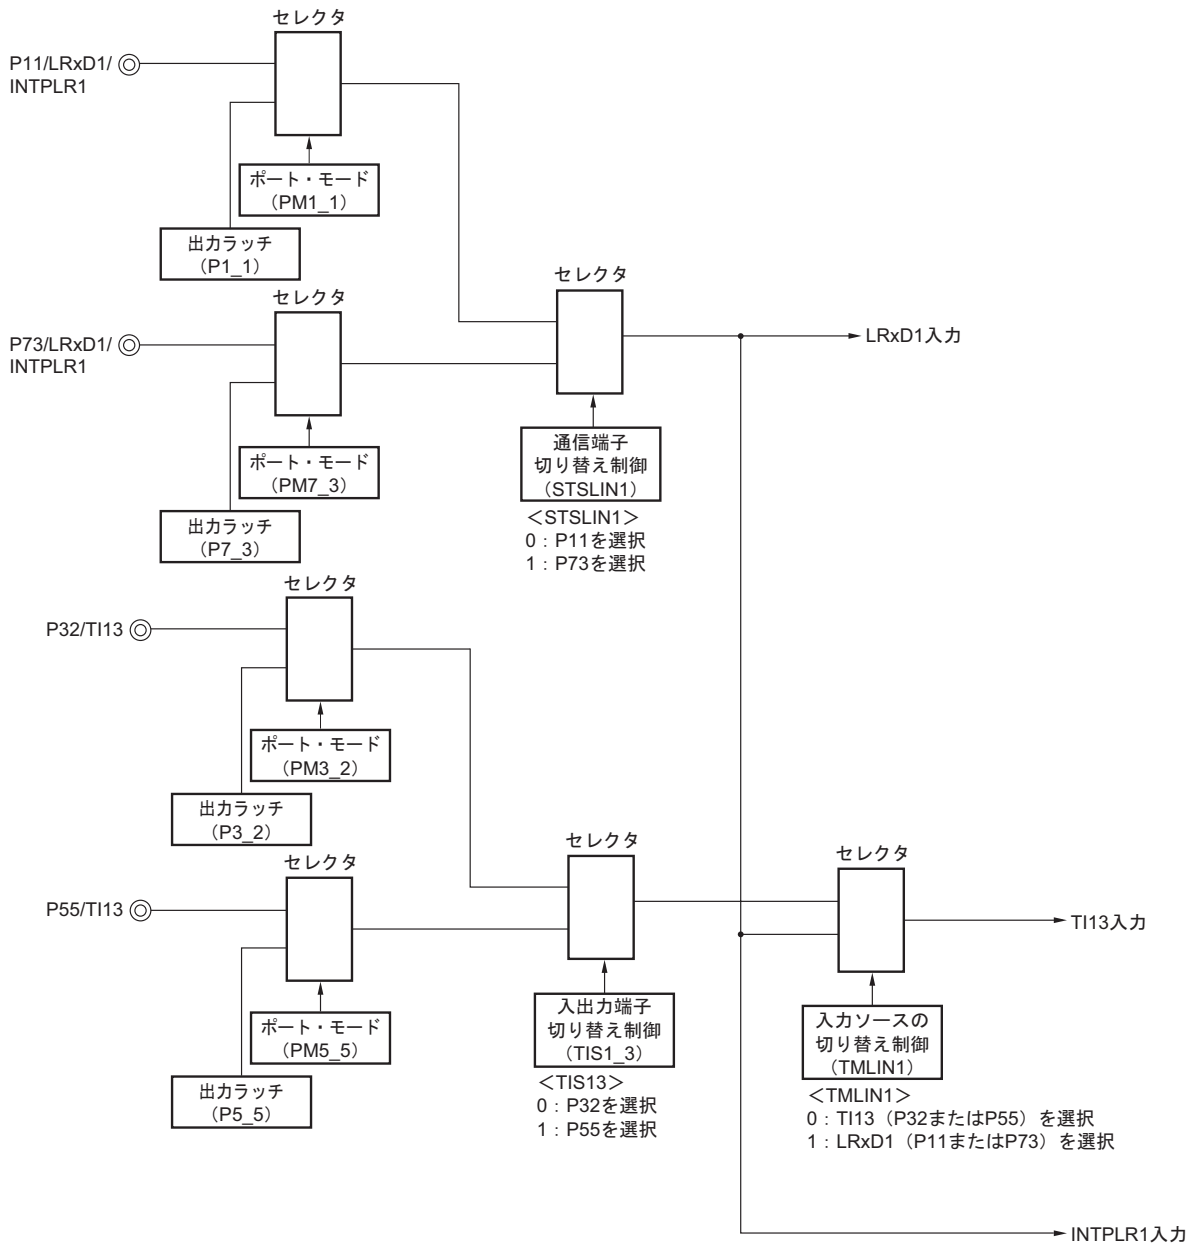 セレクタ
P11/LRxD1/
INTPLR1
ポート・モード
（PM1_1）
出力ラッチ
（P1_1）
セレクタ
P73/LRxD1/
INTPLR1
ポート・モード
（PM7_3）
出力ラッチ
（P7_3）
セレクタ
LRxD1入力
通信端子
切り替え制御
（STSLIN1）
＜STSLIN1＞
0：P11を選択
1：P73を選択
セレクタ
P32/TI13
ポート・モード
（PM3_2）
出力ラッチ
（P3_2）
セレクタ
P55/TI13
ポート・モード
（PM5_5）
出力ラッチ
（P5_5）
セレクタ
入出力端子
切り替え制御
（TIS1_3）
＜TIS13＞
0：P32を選択
1：P55を選択
セレクタ
TI13入力
入力ソースの
切り替え制御
（TMLIN1）
＜TMLIN1＞
0：TI13（P32またはP55）を選択
1：LRxD1（P11またはP73）を選択
INTPLR1入力